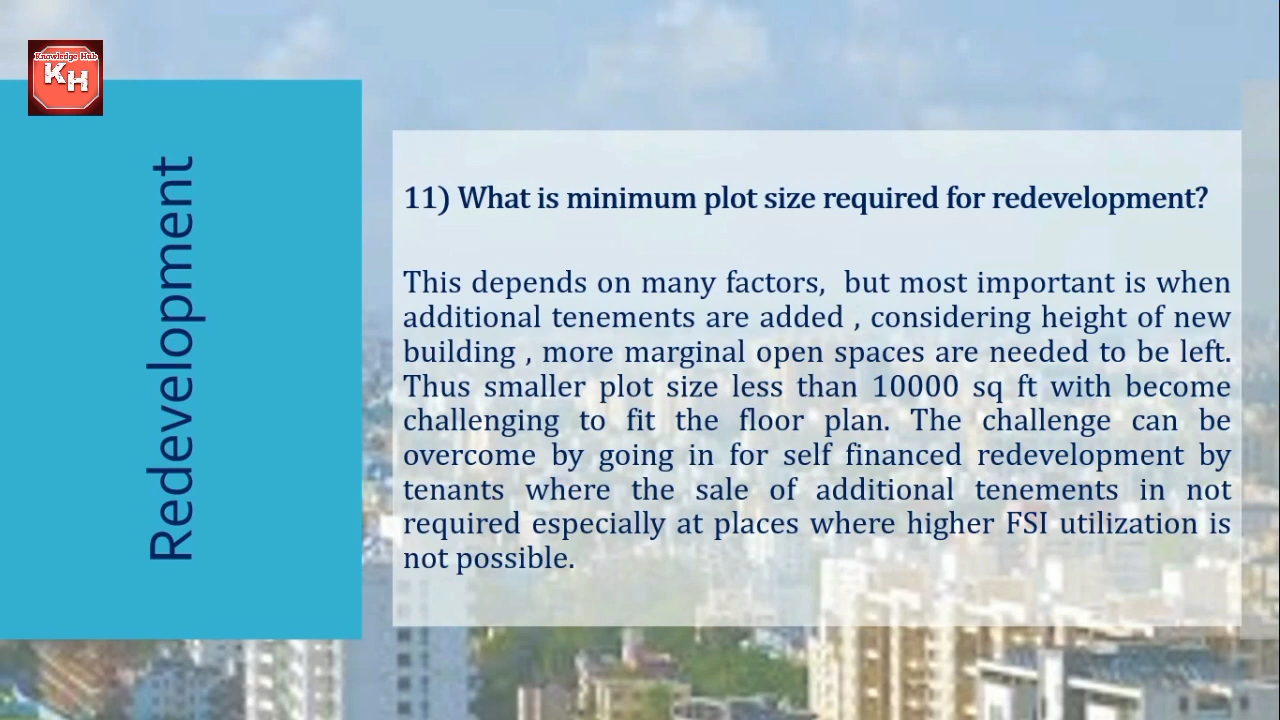 Knowledge Hub
KH
Redevelopment
11) What is minimum plot size required for redevelopment?
This depends on many factors,  but most important is when
additional tenements are added , considering height of new
building , more marginal open spaces are needed to be left.
Thus smaller plot size less than 10000 sq ft with become
challenging to fit the floor plan. The challenge can be
overcome by going in for self financed redevelopment by
tenants where the sale of additional tenements in not
required especially at places where higher FSI utilization is
not possible.